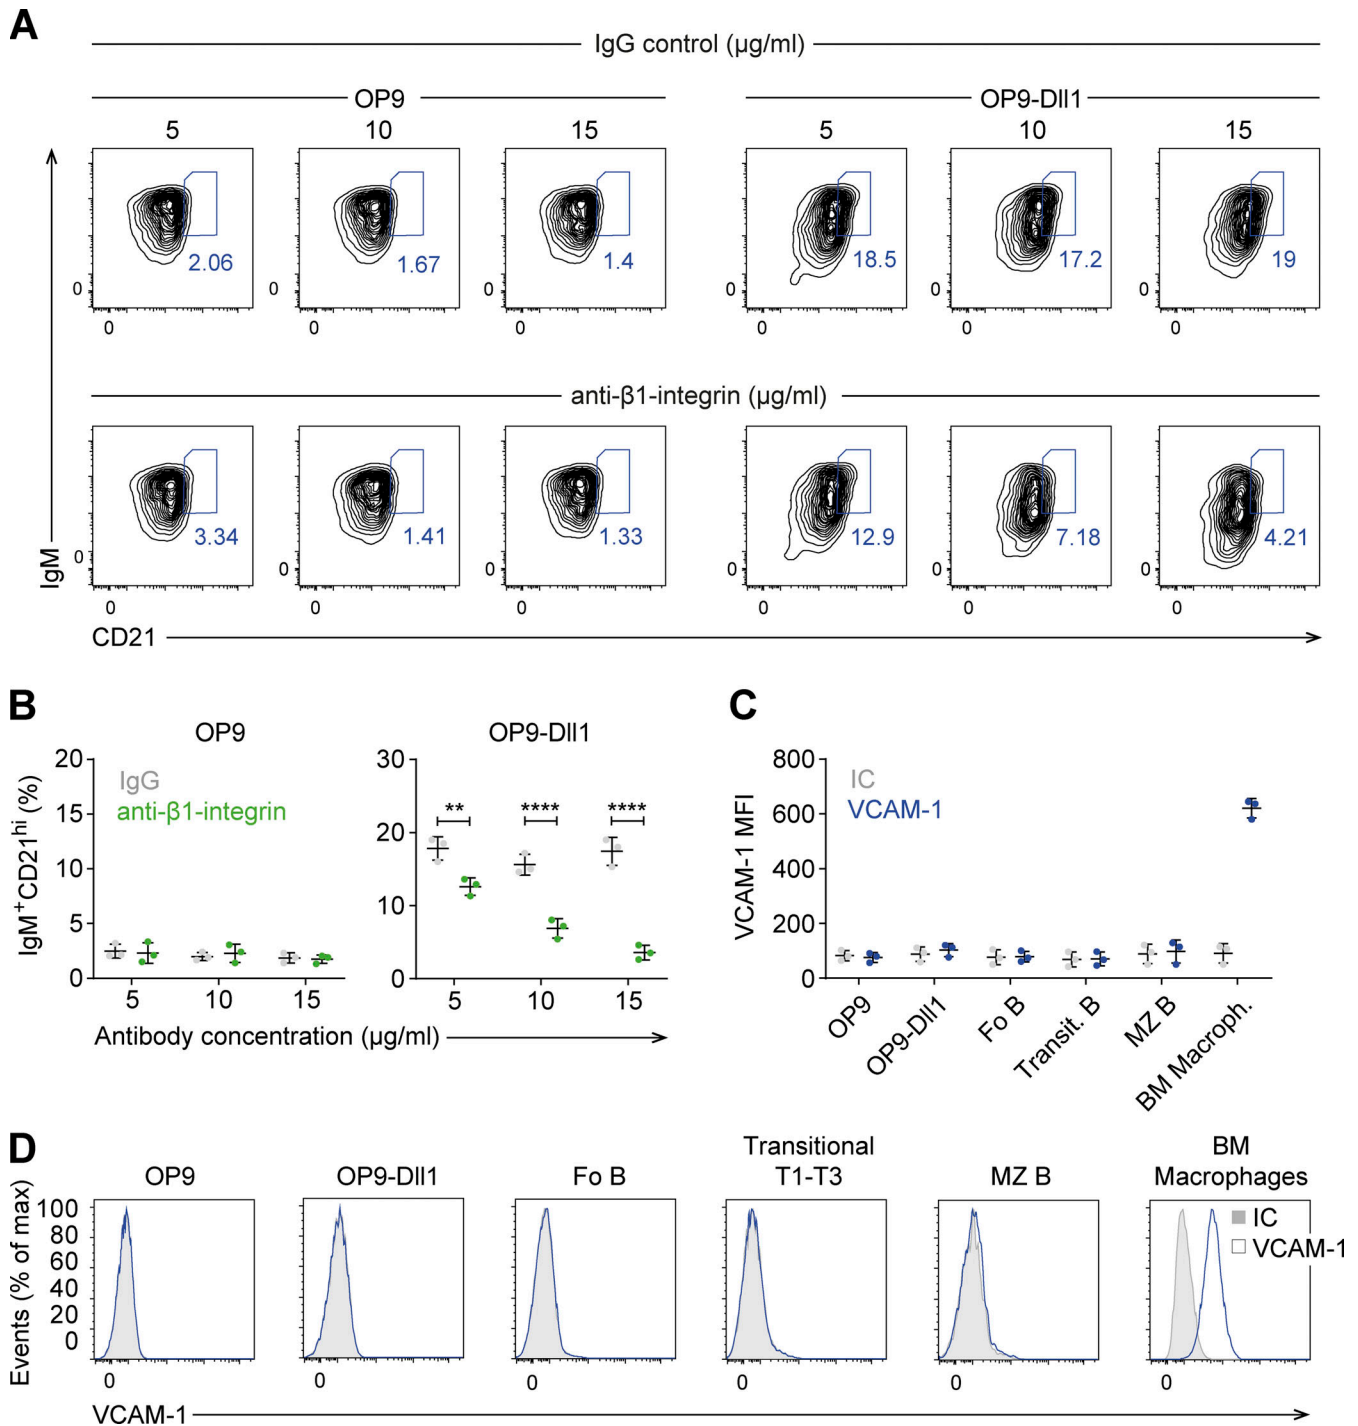 A
IgG control (µg/ml)
OP9
OP9-Dll1
5 10 15 5 10 15
2.06 1.67 1.4 18.5 17.2 19
0 0 0 0 0 0
0 0 0 0 0 0
anti-β1-integrin (µg/ml)
3.34 1.41 1.33 12.9 7.18 4.21
0 0 0 0 0 0
0 0 0 0 0 0
IgM
CD21
B
OP9
OP9-Dll1
IgM+CD21hi (%)
20
15
10
5
0
IgG
anti-β1-integrin
5 10 15
30
20
10
0
** **** ****
5 10 15
Antibody concentration (µg/ml)
C
VCAM-1 MFI
800
600
400
200
0
IC
VCAM-1
OP9
OP9-Dll1
Fo B
Transit. B
MZ B
BM Macroph.
D
OP9
OP9-Dll1
Fo B
Transitional
T1-T3
MZ B
BM
Macrophages
Events (% of max)
100
80
60
40
20
0
IC
VCAM-1
0 0 0 0 0 0
VCAM-1